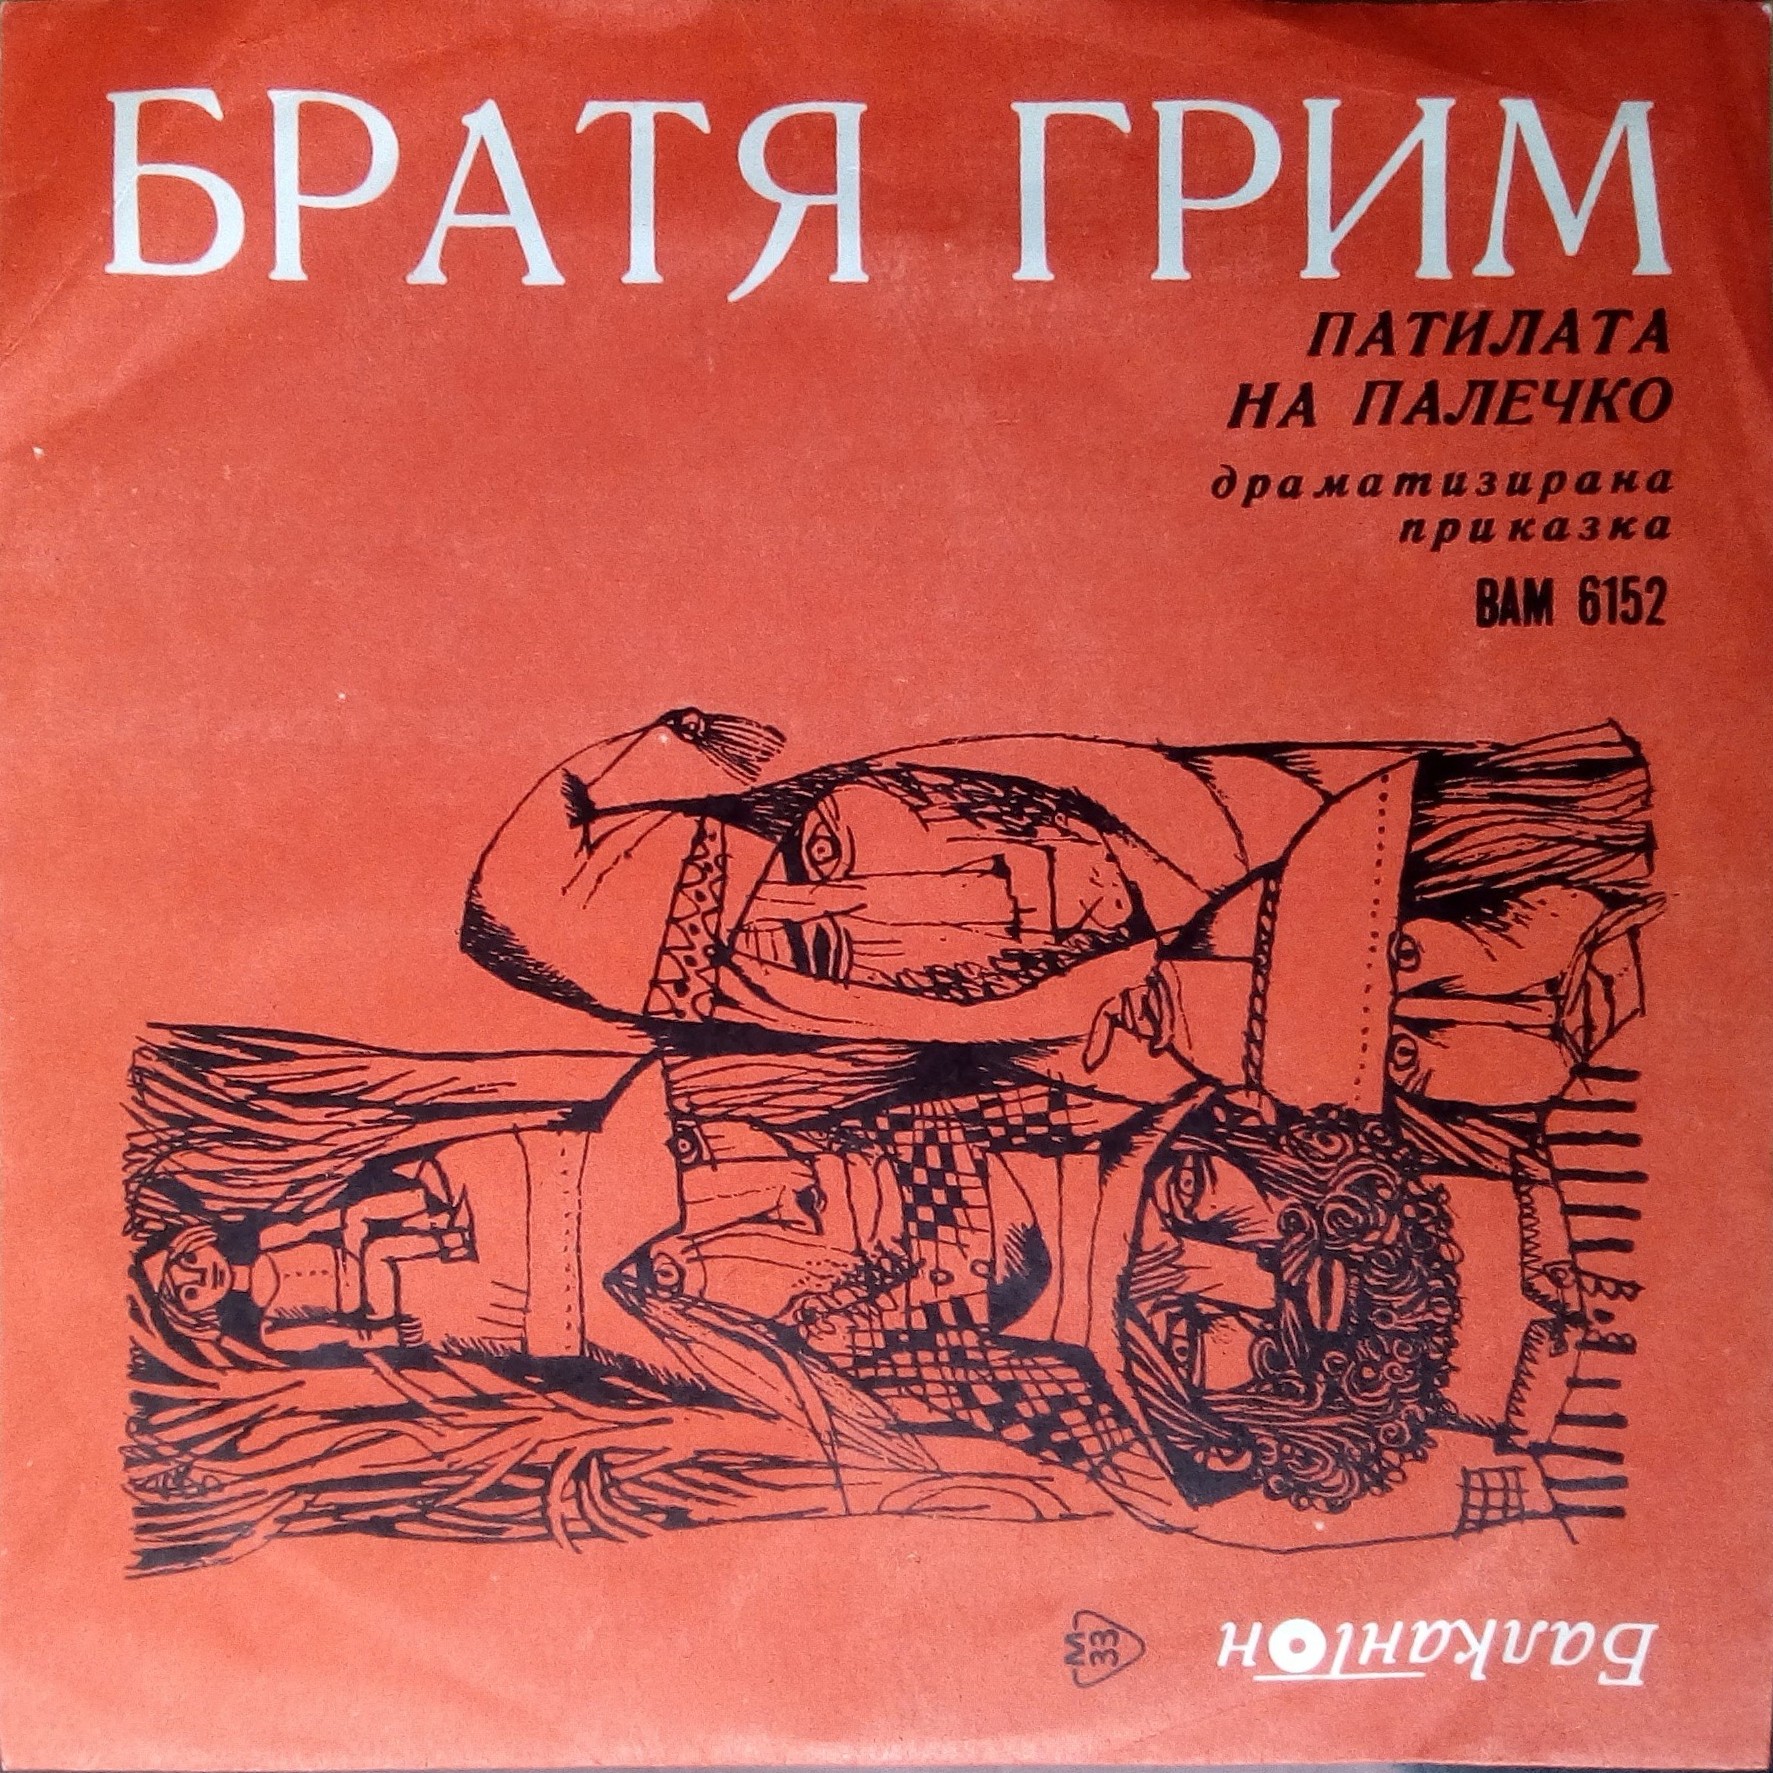 БРАТЯ ГРИМ
ПАТИЛАТА
НА ПАЛЕЧКО
драматизирана
приказка
ВАМ 6152
В.Я
М
33
Балкантон